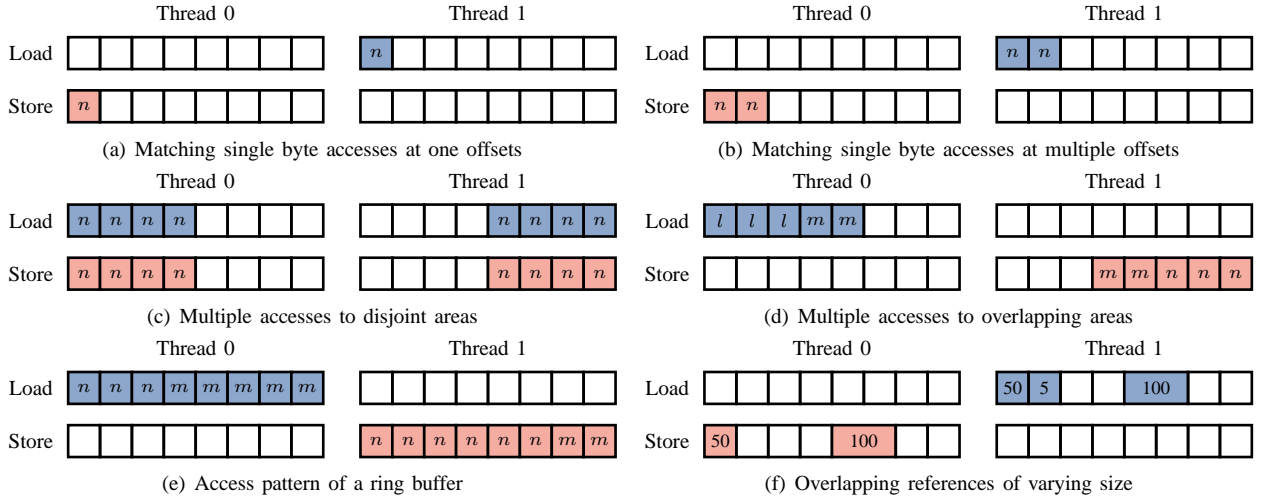 Thread 0 Thread 1 Thread 0 Thread 1
Load n Load n n
Store n Store n n
(a) Matching single byte accesses at one offsets (b) Matching single byte accesses at multiple offsets
Thread 0 Thread 1 Thread 0 Thread 1
Load n n n n n n n n Load l l l m m
Store n n n n n n n n Store m m n n n
(c) Multiple accesses to disjoint areas (d) Multiple accesses to overlapping areas
Thread 0 Thread 1 Thread 0 Thread 1
Load n n n m m m m m Load 50 5 100
Store n n n n n n m m Store 50 100
(e) Access pattern of a ring buffer (f) Overlapping references of varying size